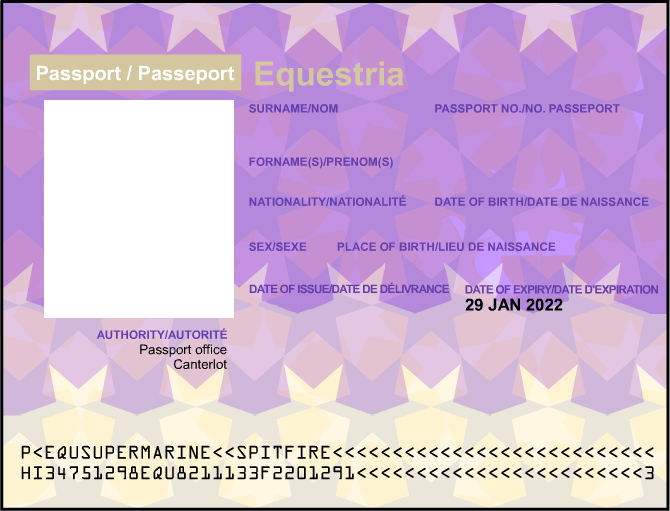 Passport / Passeport Equestria
SURNAME/NOM PASSPORT NO./NO. PASSEPORT
FORNAME(S)/PRENOM(S)
NATIONALITY/NATIONALITÉ DATE OF BIRTH/DATE DE NAISSANCE
SEX/SEXE PLACE OF BIRTH/LIEU DE NAISSANCE
DATE OF ISSUE/DATE DE DÉLIVRANCE DATE OF EXPIRY/DATE D'EXPIRATION
29 JAN 2022
AUTHORITY/AUTORITÉ
Passport office
Canterlot
P<EQUSUPERMARINE<<SPITFIRE<<<<<<<<<<<<<<<<<<<<<<<<<<<
HI34751298EQU8211133F2201291<<<<<<<<<<<<<<<<<<<<<<<<3